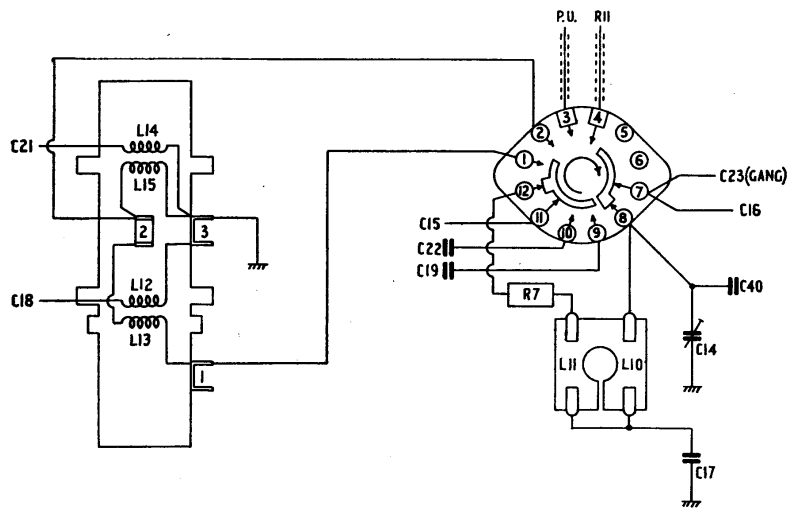 P.U. R11
3 4
2 5
1 6
12 7
11 8
10 9
C23(GANG)
C16
C15
C22
C19
R7
C40
C14
L11 L10
C17
C21
L14
L15
2 3
L12
C18
L13
1